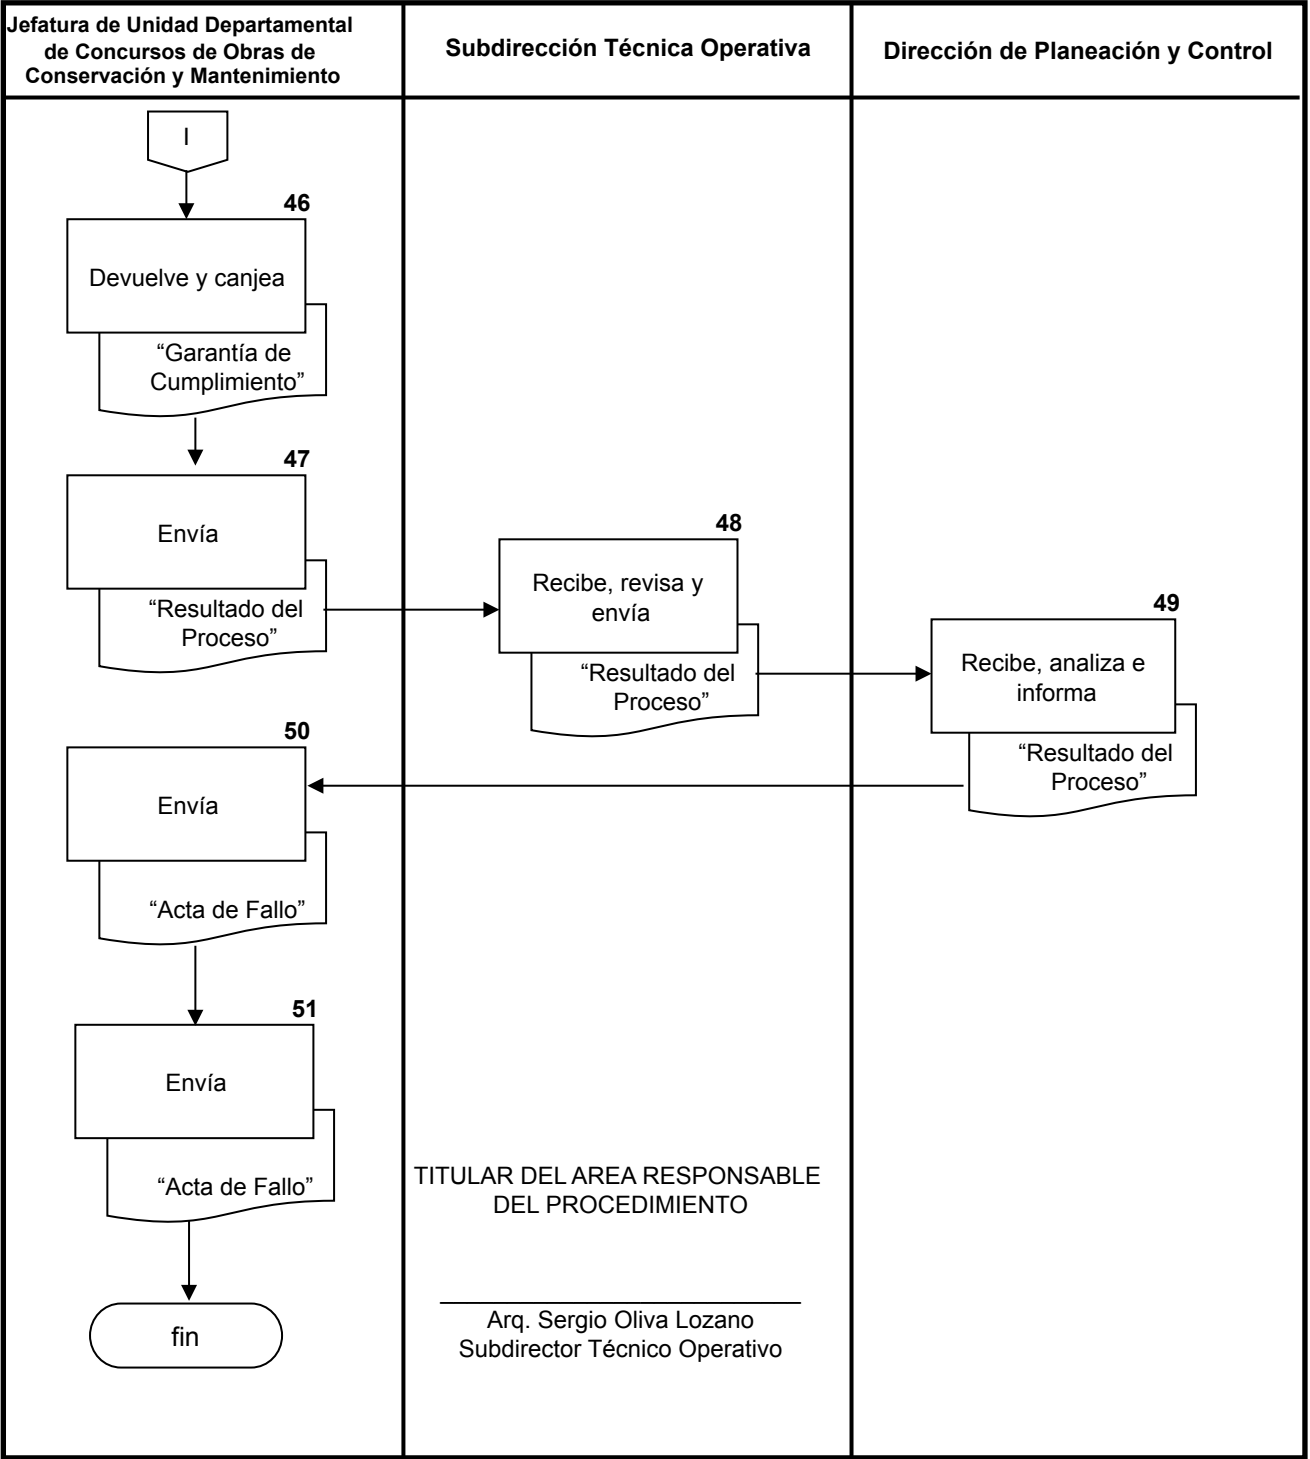 Jefatura de Unidad Departamental
de Concursos de Obras de
Conservación y Mantenimiento
Subdirección Técnica Operativa
Dirección de Planeación y Control
I
46
Devuelve y canjea
“Garantía de
Cumplimiento”
47
Envía
“Resultado del
Proceso”
48
Recibe, revisa y
envía
“Resultado del
Proceso”
49
Recibe, analiza e
informa
“Resultado del
Proceso”
50
Envía
“Acta de Fallo”
51
Envía
“Acta de Fallo”
fin
TITULAR DEL AREA RESPONSABLE
DEL PROCEDIMIENTO
Arq. Sergio Oliva Lozano
Subdirector Técnico Operativo